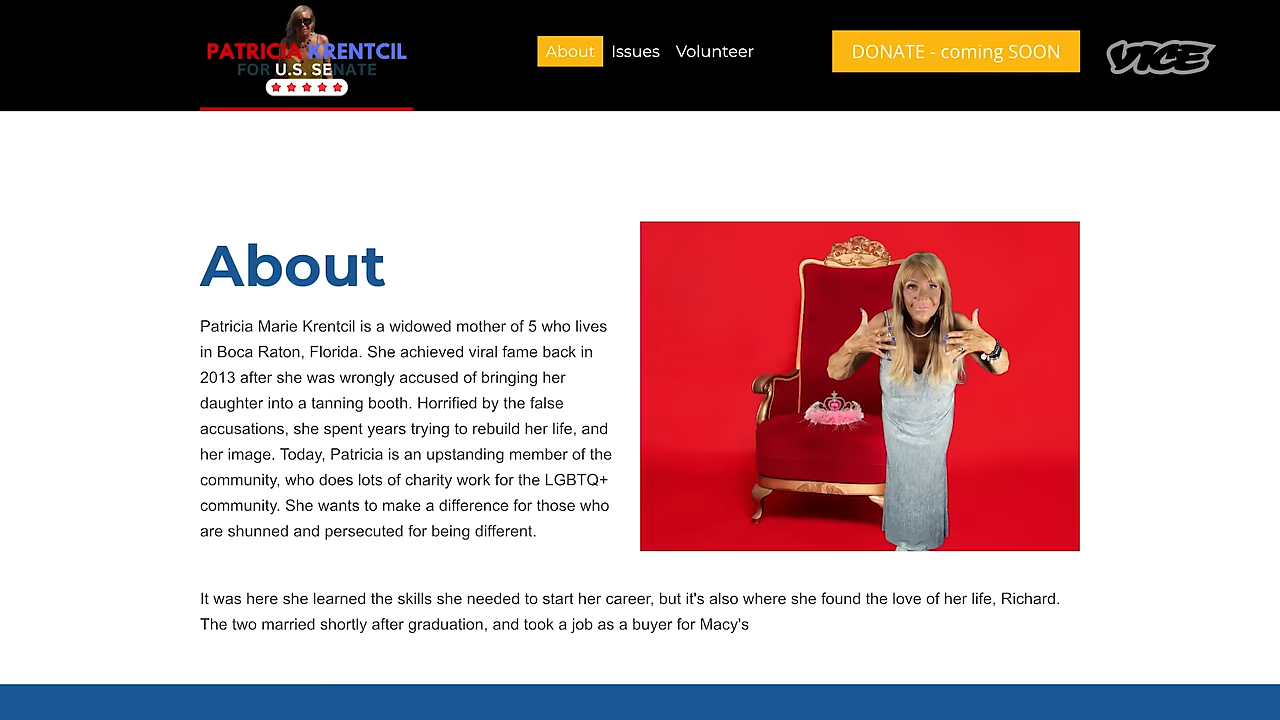 PATRICIA KRENTCIL
FOR U.S. SENATE
About
Issues
Volunteer
DONATE - coming SOON
VICE
About
Patricia Marie Krentcil is a widowed mother of 5 who lives
in Boca Raton, Florida. She achieved viral fame back in
2013 after she was wrongly accused of bringing her
daughter into a tanning booth. Horrified by the false
accusations, she spent years trying to rebuild her life, and
her image. Today, Patricia is an upstanding member of the
community, who does lots of charity work for the LGBTQ+
community. She wants to make a difference for those who
are shunned and persecuted for being different.
It was here she learned the skills she needed to start her career, but it's also where she found the love of her life, Richard.
The two married shortly after graduation, and took a job as a buyer for Macy's